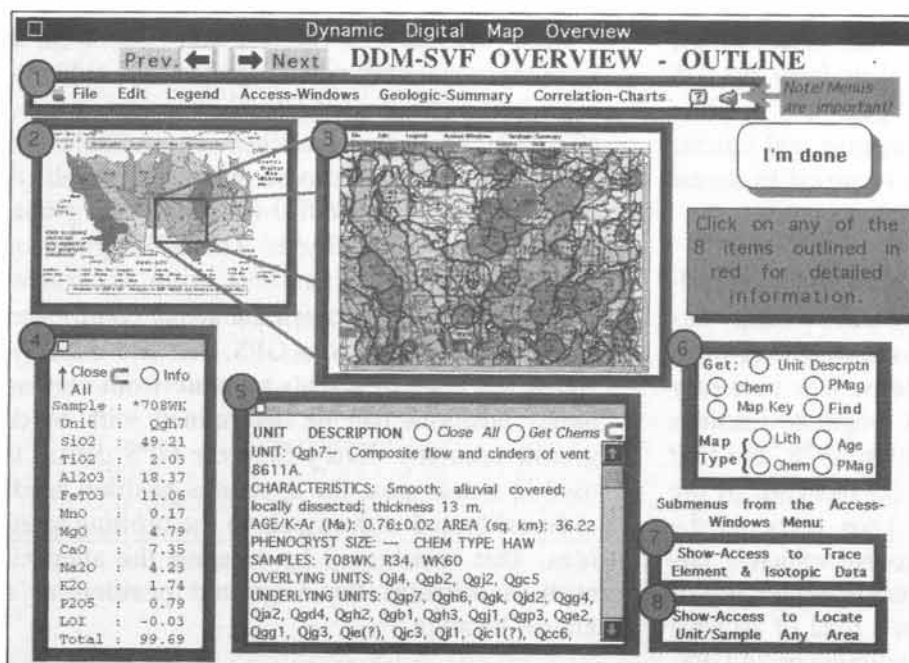 Dynamic Digital Map Overview
Prev. Next DDM-SVF OVERVIEW - OUTLINE
1
File Edit Legend Access-Windows Geologic-Summary Correlation-Charts ?
Note! Menus
are important!
2
3
I'm done
Click on any of the
8 items outlined in
red for detailed
information.
4
Close Info
All
Sample : *708WK
Unit : Qgh7
SiO2 : 49.21
TiO2 : 2.03
Al2O3 : 18.37
FeTO3 : 11.06
MnO : 0.17
MgO : 4.79
CaO : 7.35
Na2O : 4.23
K2O : 1.74
P2O5 : 0.79
LOI : -0.03
Total : 99.69
5
UNIT DESCRIPTION Close All Get Chems
UNIT: Qgh7-- Composite flow and cinders of vent
8611A.
CHARACTERISTICS: Smooth; alluvial covered;
locally dissected; thickness 13 m.
AGE/K-Ar (Ma): 0.76±0.02 AREA (sq. km): 36.22
PHENOCRYST SIZE: --- CHEM TYPE: HAW
SAMPLES: 708WK, R34, WK60
OVERLYING UNITS: Qjl4, Qgb2, Qgj2, Qgc5
UNDERLYING UNITS: Qgp7, Qgh6, Qgk, Qjd2, Qgg4,
Qja2, Qgd4, Qgh2, Qgb1, Qgh3, Qgj1, Qgp3, Qge2,
Qgg1, Qjg3, Qie(?), Qjc3, Qjl1, Qic1(?), Qcc6,
6
Get: Unit Descrptn
Chem PMag
Map Key Find
Map Type { Lith Age
Chem PMag
Submenus from the Access-
Windows Menu:
7
Show-Access to Trace
Element & Isotopic Data
8
Show-Access to Locate
Unit/Sample Any Area